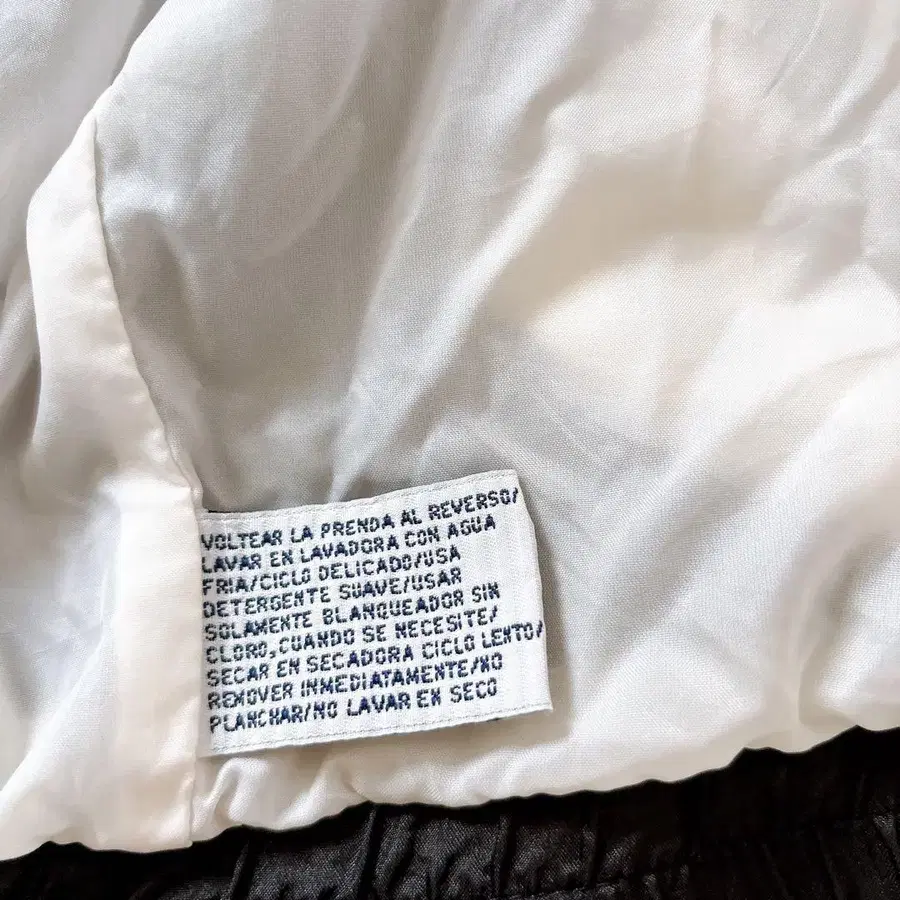 VOLTEAR LA PRENDA AL REVERSO/
LAVAR EN LAVADORA CON AGUA
FRIA/CICLO DELICADO/USA
DETERGENTE SUAVE/USAR
SOLAMENTE BLANQUEADOR SIN
CLORO, CUANDO SE NECESITE/
SECAR EN SECADORA CICLO LENTO/
REMOVER INMEDIATAMENTE/NO
PLANCHAR/NO LAVAR EN SECO